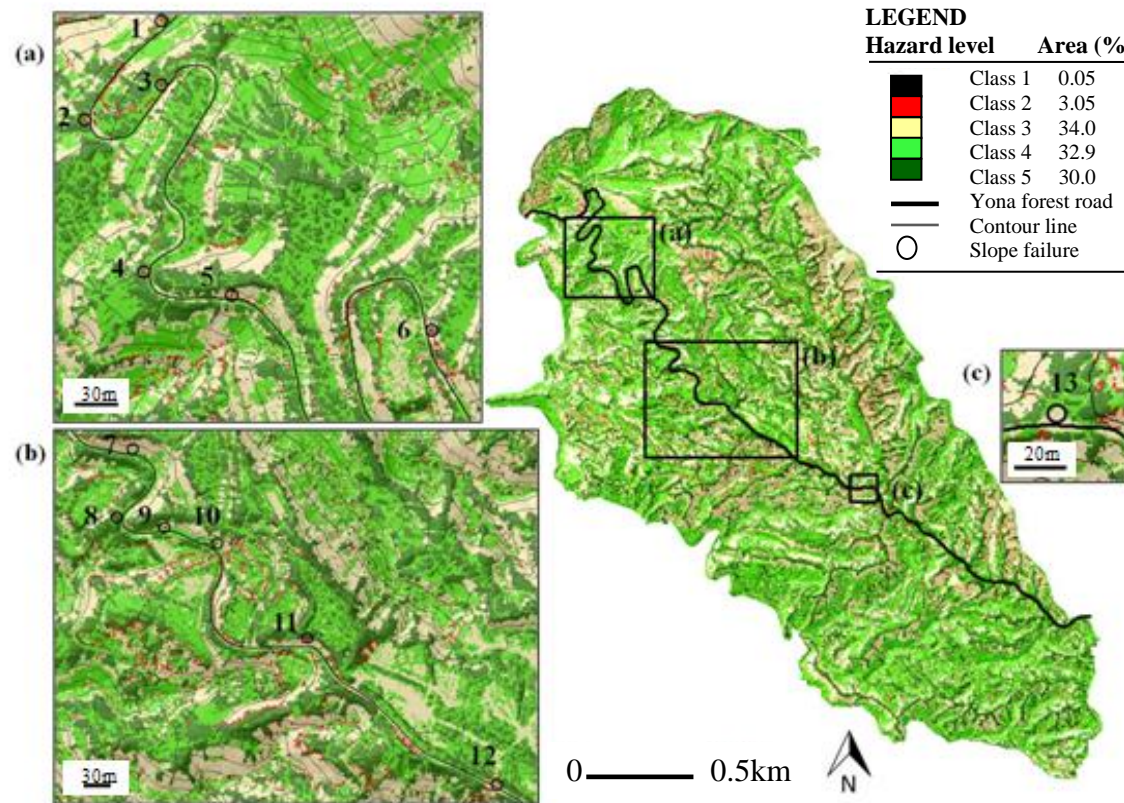 (a)
1
2
3
4
5
6
30m
(b)
7
8
9
10
11
12
30m
(a)
(b)
(c)
0 0.5km
N
LEGEND
Hazard level Area (%
Class 1 0.05
Class 2 3.05
Class 3 34.0
Class 4 32.9
Class 5 30.0
Yona forest road
Contour line
Slope failure
(c)
13
20m